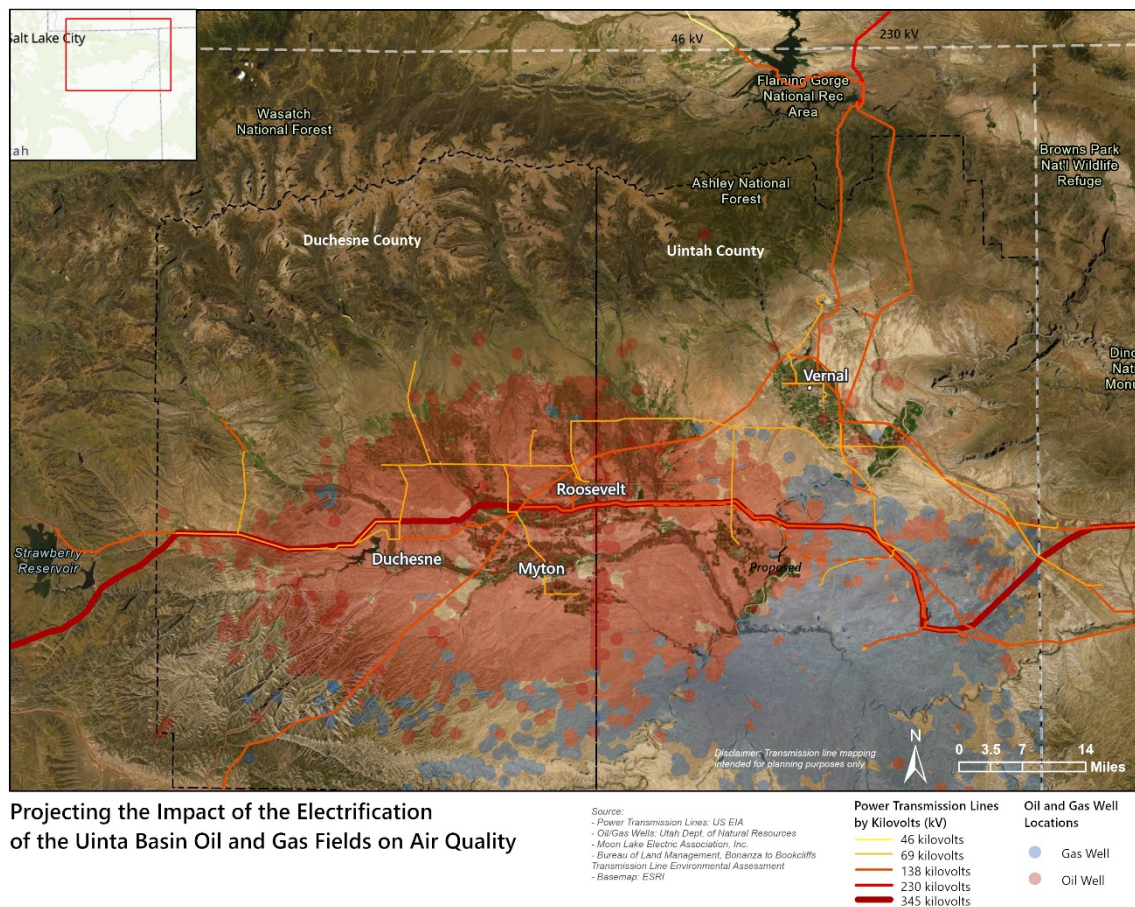 Salt Lake City
ah
46 kV
230 kV
Flaming Gorge
National Rec
Area
Wasatch
National Forest
Browns Park
Nat'l Wildlife
Refuge
Ashley National
Forest
Duchesne County
Uintah County
Dino
Nati
Monu
Vernal
Roosevelt
Strawberry
Reservoir
Duchesne
Myton
Proposed
Disclaimer: Transmission line mapping
intended for planning purposes only
N
0 3.5 7 14
Miles
Projecting the Impact of the Electrification
of the Uinta Basin Oil and Gas Fields on Air Quality
Source:
- Power Transmission Lines: US EIA
- Oil/Gas Wells: Utah Dept. of Natural Resources
- Moon Lake Electric Association, Inc.
- Bureau of Land Management, Bonanza to Bookcliffs
Transmission Line Environmental Assessment
- Basemap: ESRI
Power Transmission Lines
by Kilovolts (kV)
46 kilovolts
69 kilovolts
138 kilovolts
230 kilovolts
345 kilovolts
Oil and Gas Well
Locations
Gas Well
Oil Well